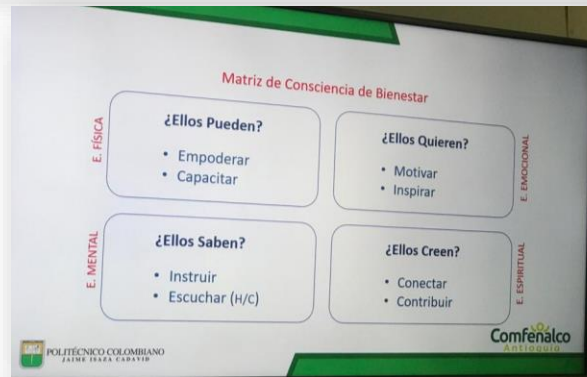 Matriz de Consciencia de Bienestar
E. FÍSICA
¿Ellos Pueden?
• Empoderar
• Capacitar
¿Ellos Quieren?
• Motivar
• Inspirar
E. EMOCIONAL
E. MENTAL
¿Ellos Saben?
• Instruir
• Escuchar (H/C)
¿Ellos Creen?
• Conectar
• Contribuir
E. ESPIRITUAL
POLITÉCNICO COLOMBIANO
JAIME ISAZA CADAVID
Comfenalco
Antioquia